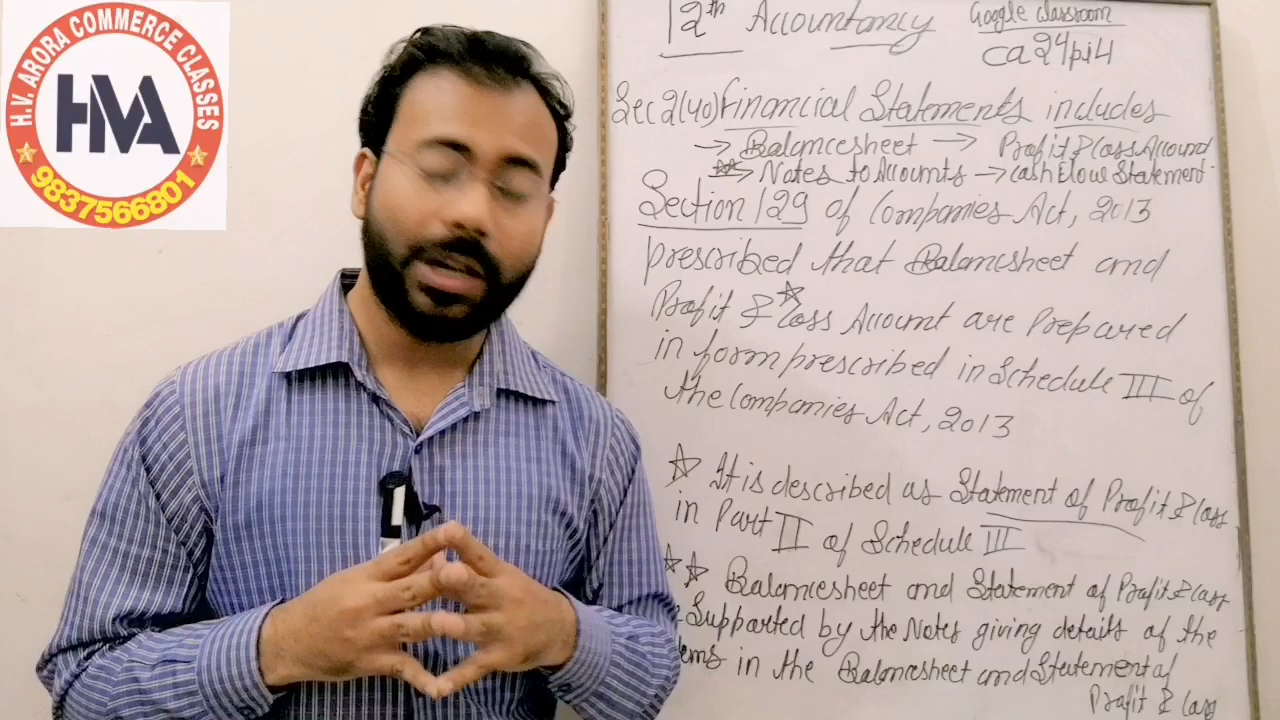 H.V. ARORA COMMERCE CLASSES
HVA
9837566801
12th Accountancy
Google classroom
ca24pi4
Sec 2(40) Financial Statements includes
→ Balancesheet → Profit & Loss Account
→ Notes to Accounts → Cash Flow Statement
Section 129 of Companies Act, 2013
prescribed that Balancesheet and
Profit & Loss Account are Prepared
in form prescribed in Schedule III of
the Companies Act, 2013
☆ It is described as Statement of Profit & Loss
in Part II of Schedule III
☆☆ Balancesheet and Statement of Profit & Loss
Supported by the Notes giving details of the
ems in the Balancesheet and Statement of
Profit & Loss